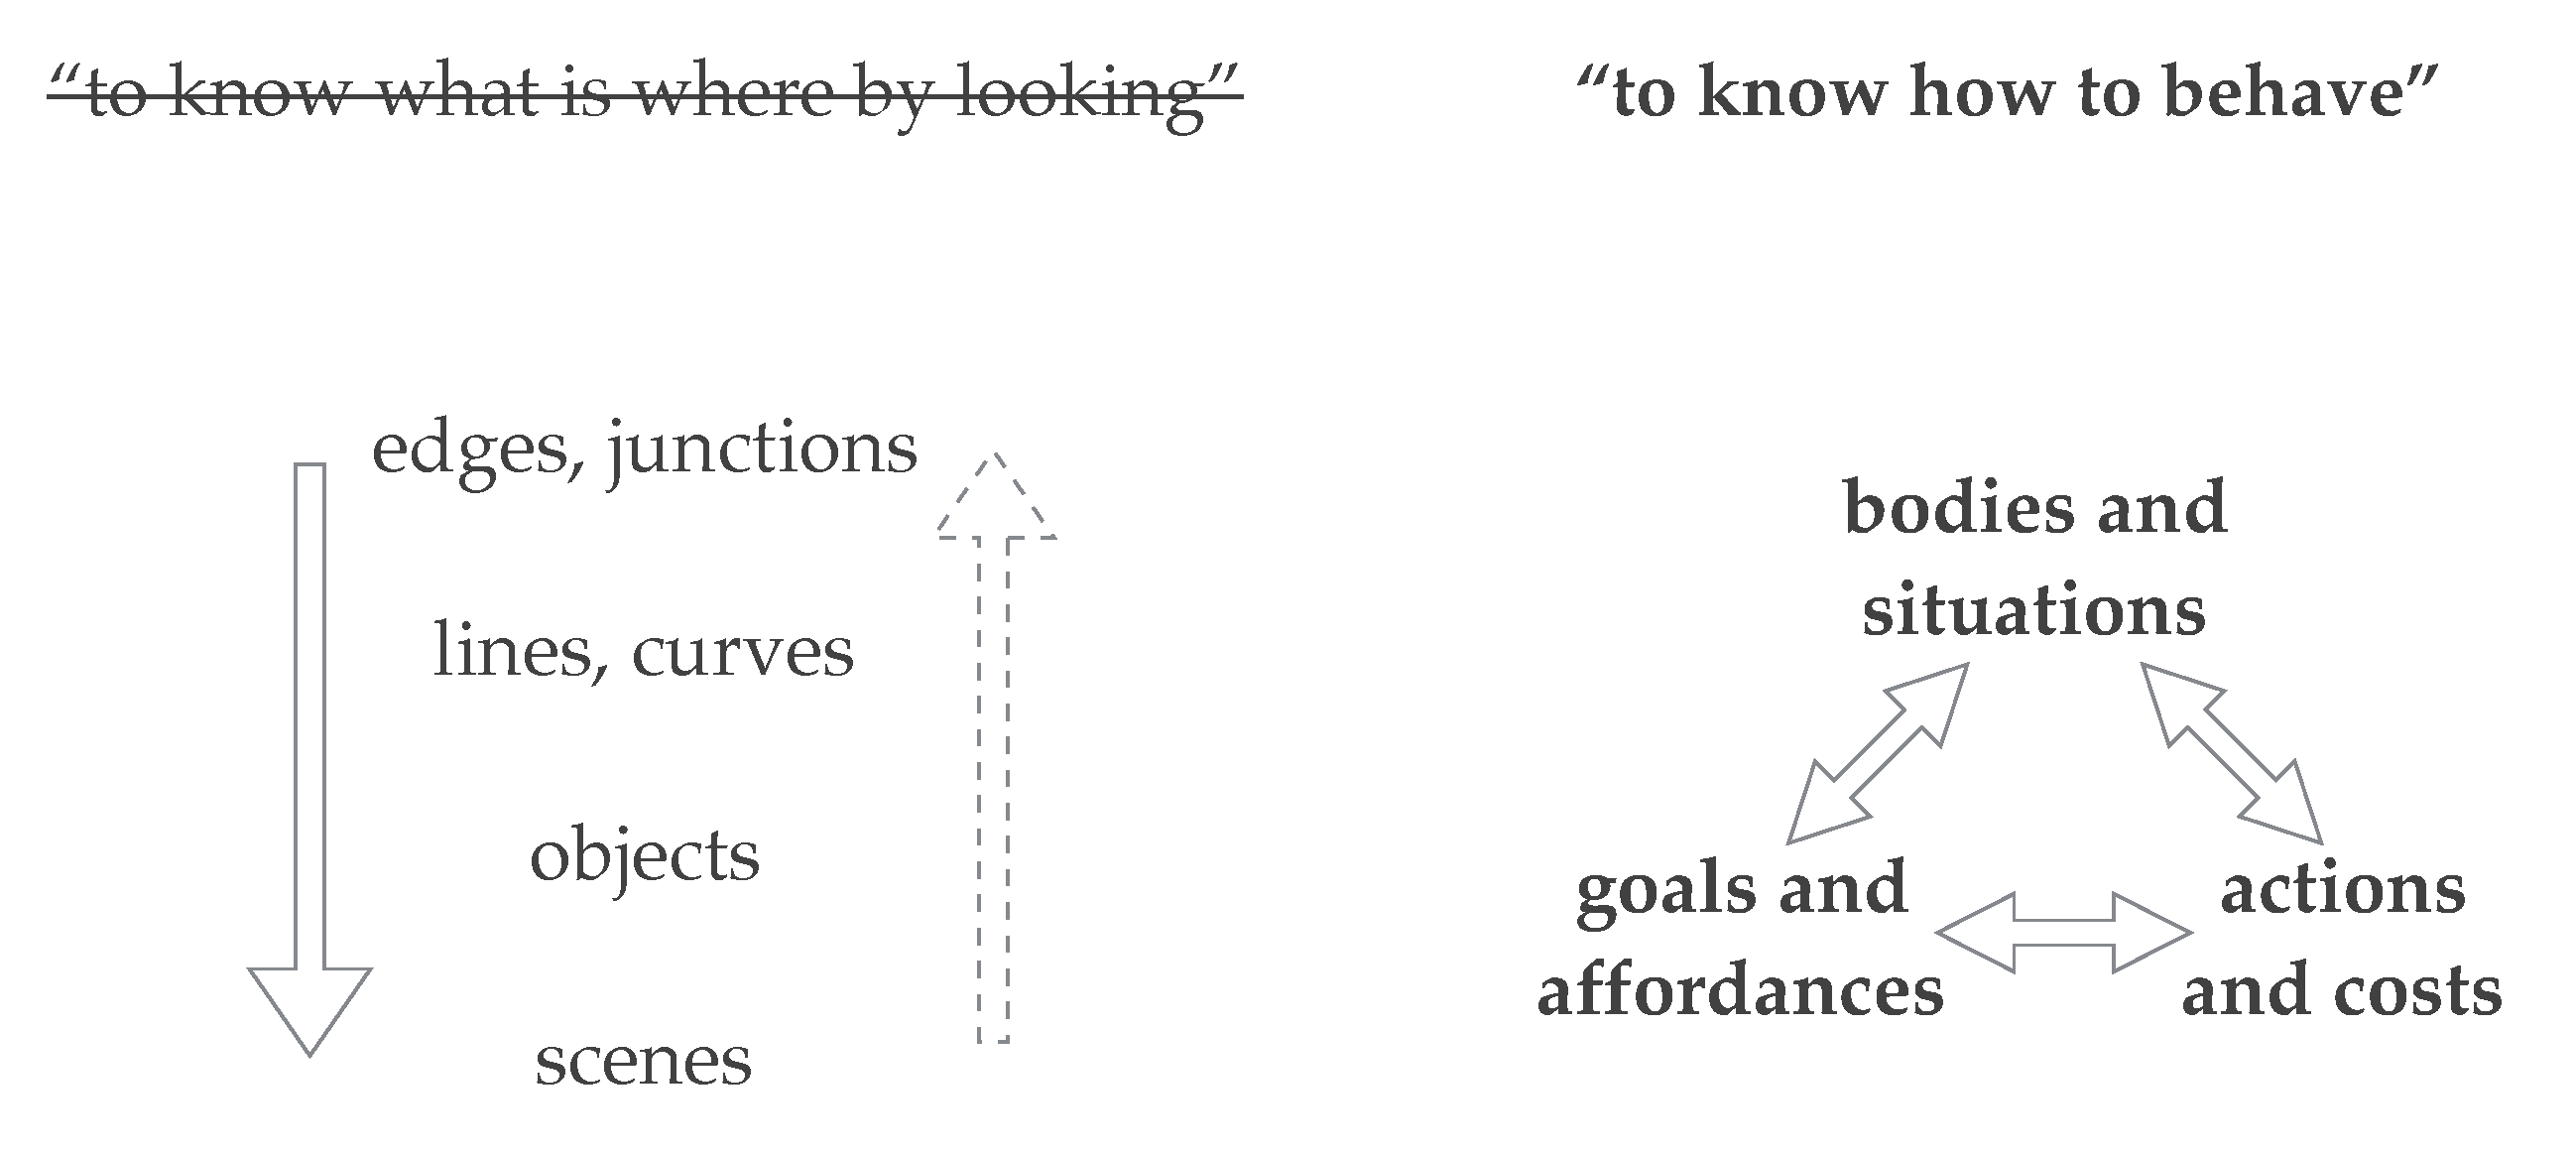 “to know what is where by looking”
edges, junctions
lines, curves
objects
scenes
“to know how to behave”
bodies and
situations
goals and
affordances
actions
and costs